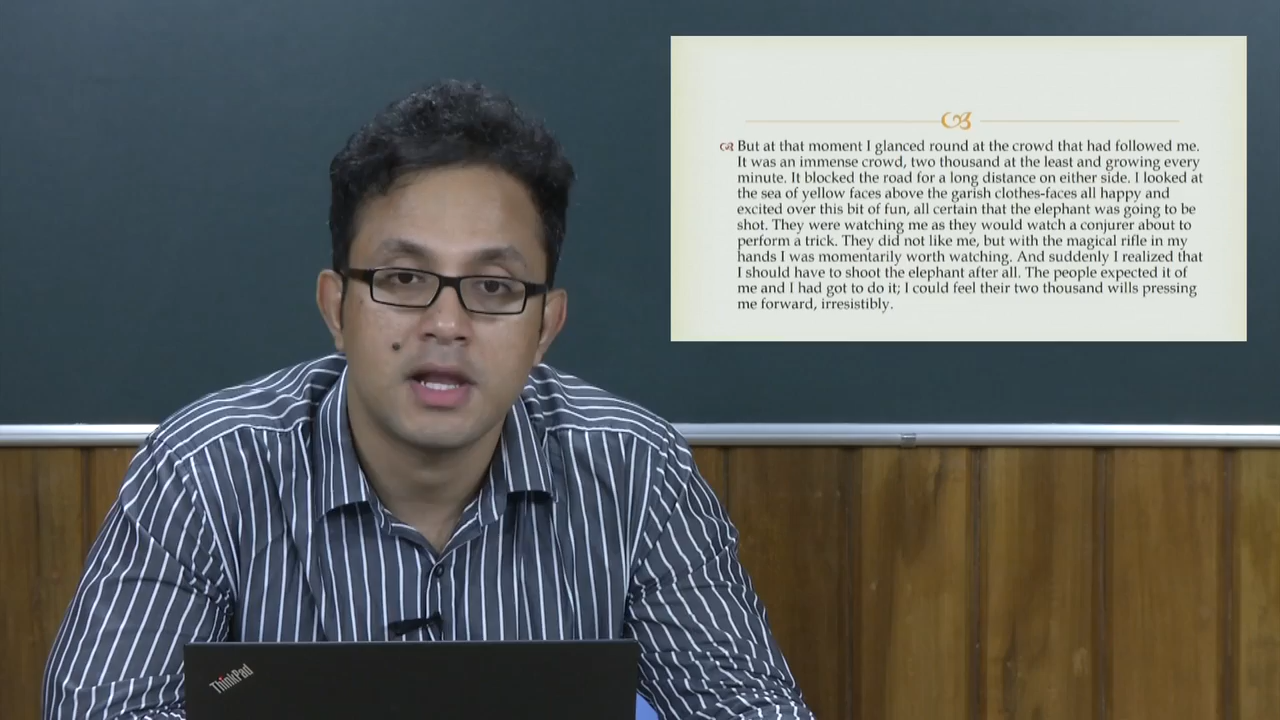 But at that moment I glanced round at the crowd that had followed me.
It was an immense crowd, two thousand at the least and growing every
minute. It blocked the road for a long distance on either side. I looked at
the sea of yellow faces above the garish clothes-faces all happy and
excited over this bit of fun, all certain that the elephant was going to be
shot. They were watching me as they would watch a conjurer about to
perform a trick. They did not like me, but with the magical rifle in my
hands I was momentarily worth watching. And suddenly I realized that
I should have to shoot the elephant after all. The people expected it of
me and I had got to do it; I could feel their two thousand wills pressing
me forward, irresistibly.
ThinkPad